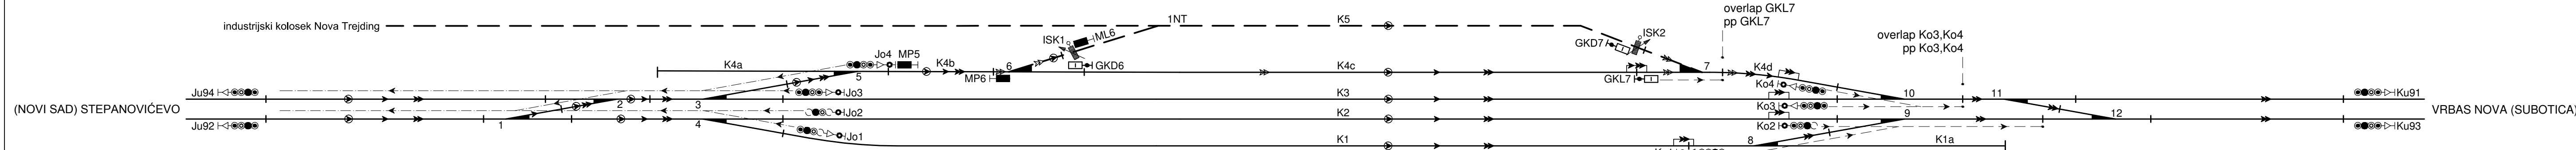 overlap GKL7
pp GKL7
industrijski kolosek Nova Trejding
1NT
K5
overlap Ko3,Ko4
pp Ko3,Ko4
ISK1
ML6
ISK2
GKD7
Jo4
MP5
K4a
5
K4b
MP6
6
GKD6
K4c
GKL7
7
K4d
Ko4
(NOVI SAD) STEPANOVIĆEVO
Ju94
2
3
Jo3
K3
Ko3
10
11
Ku91
VRBAS NOVA (SUBOTICA)
Ju92
1
4
Jo2
K2
Ko2
9
12
Ku93
Jo1
K1
8
K1a